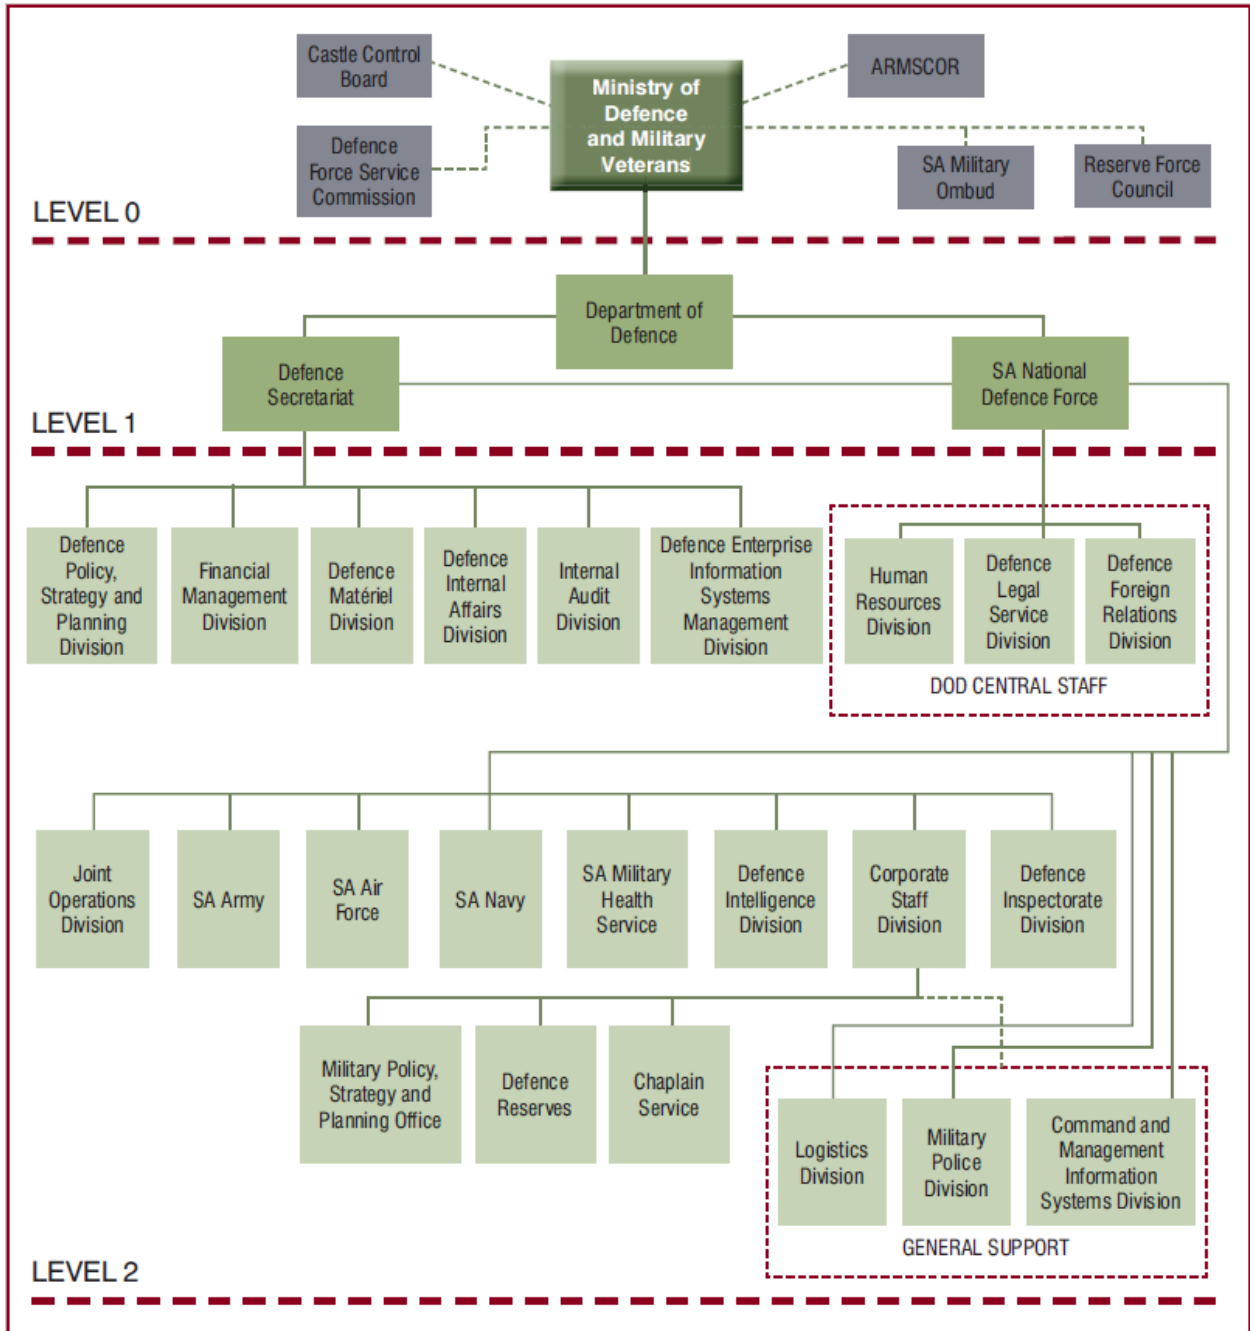 Castle Control
Board
Ministry of
Defence
and Military
Veterans
ARMSCOR
Defence
Force Service
Commission
SA Military
Ombud
Reserve Force
Council
LEVEL 0
Department of
Defence
Defence
Secretariat
SA National
Defence Force
LEVEL 1
Defence
Policy,
Strategy and
Planning
Division
Financial
Management
Division
Defence
Matériel
Division
Defence
Internal
Affairs
Division
Internal
Audit
Division
Defence Enterprise
Information
Systems
Management
Division
Human
Resources
Division
Defence
Legal
Service
Division
Defence
Foreign
Relations
Division
DOD CENTRAL STAFF
Joint
Operations
Division
SA Army
SA Air
Force
SA Navy
SA Military
Health
Service
Defence
Intelligence
Division
Corporate
Staff
Division
Defence
Inspectorate
Division
Military Policy,
Strategy and
Planning Office
Defence
Reserves
Chaplain
Service
Logistics
Division
Military
Police
Division
Command and
Management
Information
Systems Division
GENERAL SUPPORT
LEVEL 2